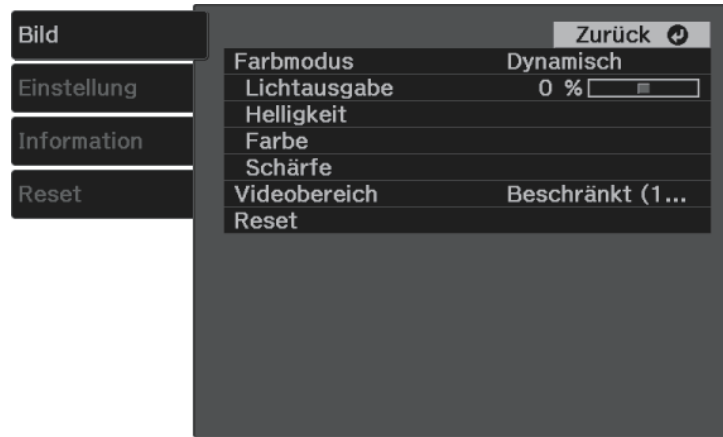 Bild
Einstellung
Information
Reset
Zurück
Farbmodus Dynamisch
Lichtausgabe 0 %
Helligkeit
Farbe
Schärfe
Videobereich Beschränkt (1...
Reset